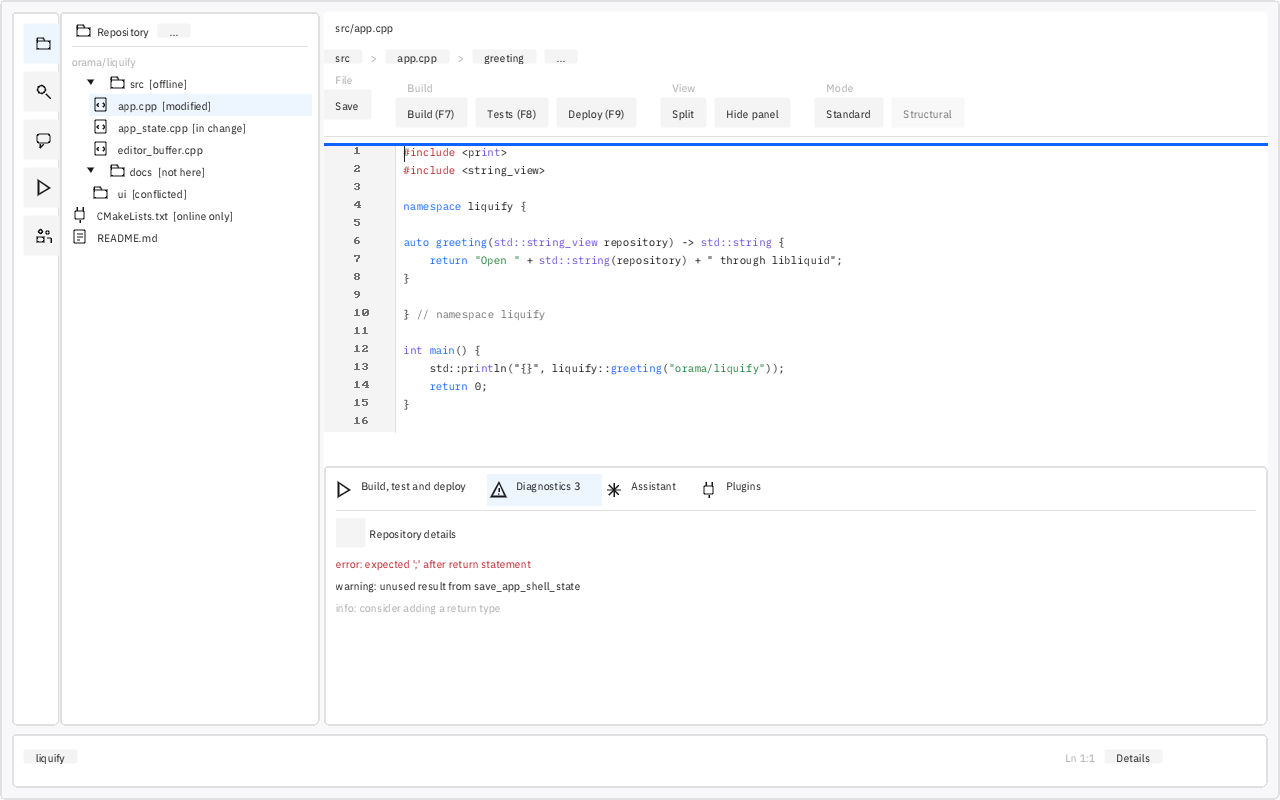 Repository ...
orama/liquify
src [offline]
app.cpp [modified]
app_state.cpp [in change]
editor_buffer.cpp
docs [not here]
ui [conflicted]
CMakeLists.txt [online only]
README.md
src/app.cpp
src > app.cpp > greeting ...
File Build View Mode
Save Build (F7) Tests (F8) Deploy (F9) Split Hide panel Standard Structural
1 #include <print>
2 #include <string_view>
3
4 namespace liquify {
5
6 auto greeting(std::string_view repository) -> std::string {
7 return "Open " + std::string(repository) + " through libliquid";
8 }
9
10 } // namespace liquify
11
12 int main() {
13 std::println("{}", liquify::greeting("orama/liquify"));
14 return 0;
15 }
16
Build, test and deploy Diagnostics 3 Assistant Plugins
Repository details
error: expected ';' after return statement
warning: unused result from save_app_shell_state
info: consider adding a return type
liquify Ln 1:1 Details